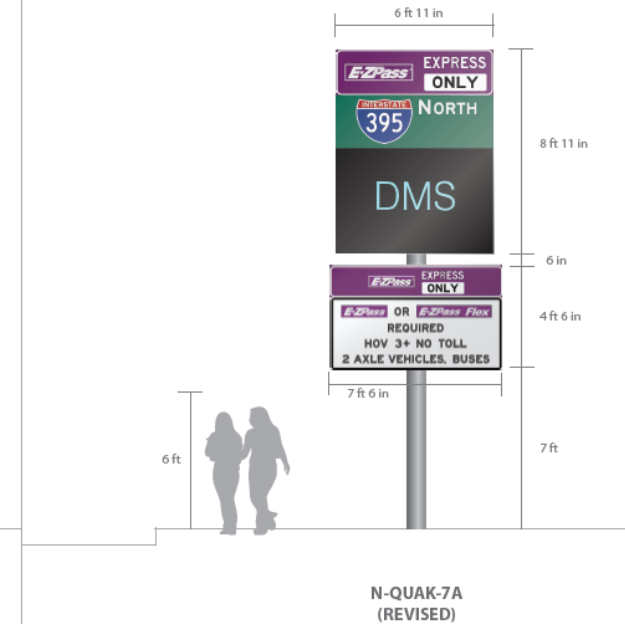 6 ft 11 in
E-ZPass EXPRESS
ONLY
INTERSTATE
395
NORTH
DMS
8 ft 11 in
6 in
E-ZPass EXPRESS
ONLY
E-ZPass OR E-ZPass Flex
REQUIRED
HOV 3+ NO TOLL
2 AXLE VEHICLES, BUSES
4 ft 6 in
7 ft 6 in
6 ft
7 ft
N-QUAK-7A
(REVISED)